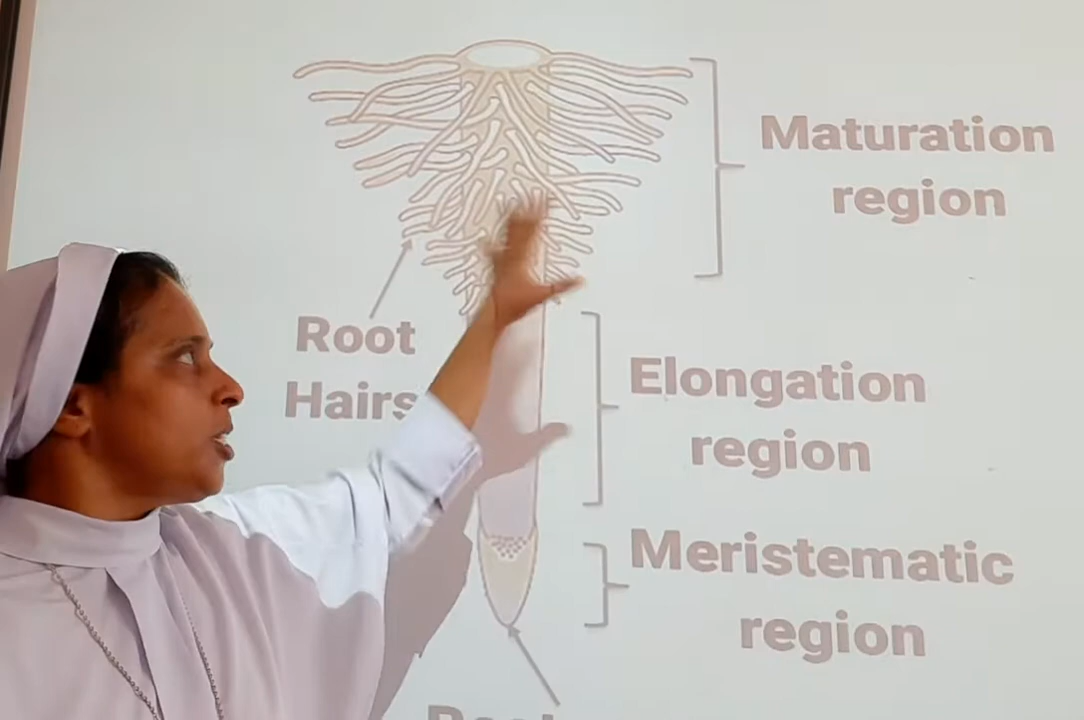 Maturation
region
Root
Hairs
Elongation
region
Meristematic
region